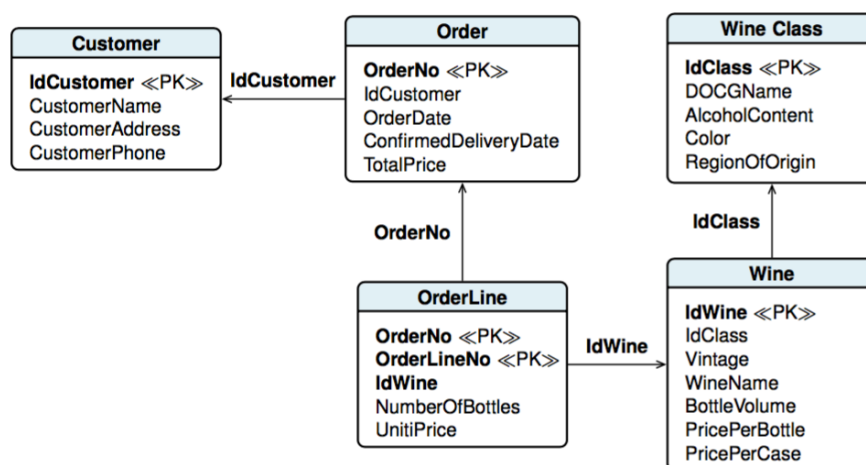 Customer
IdCustomer ≪PK≫
CustomerName
CustomerAddress
CustomerPhone
IdCustomer
Order
OrderNo ≪PK≫
IdCustomer
OrderDate
ConfirmedDeliveryDate
TotalPrice
Wine Class
IdClass ≪PK≫
DOCGName
AlcoholContent
Color
RegionOfOrigin
OrderNo
IdClass
OrderLine
OrderNo ≪PK≫
OrderLineNo ≪PK≫
IdWine
NumberOfBottles
UnitiPrice
IdWine
Wine
IdWine ≪PK≫
IdClass
Vintage
WineName
BottleVolume
PricePerBottle
PricePerCase